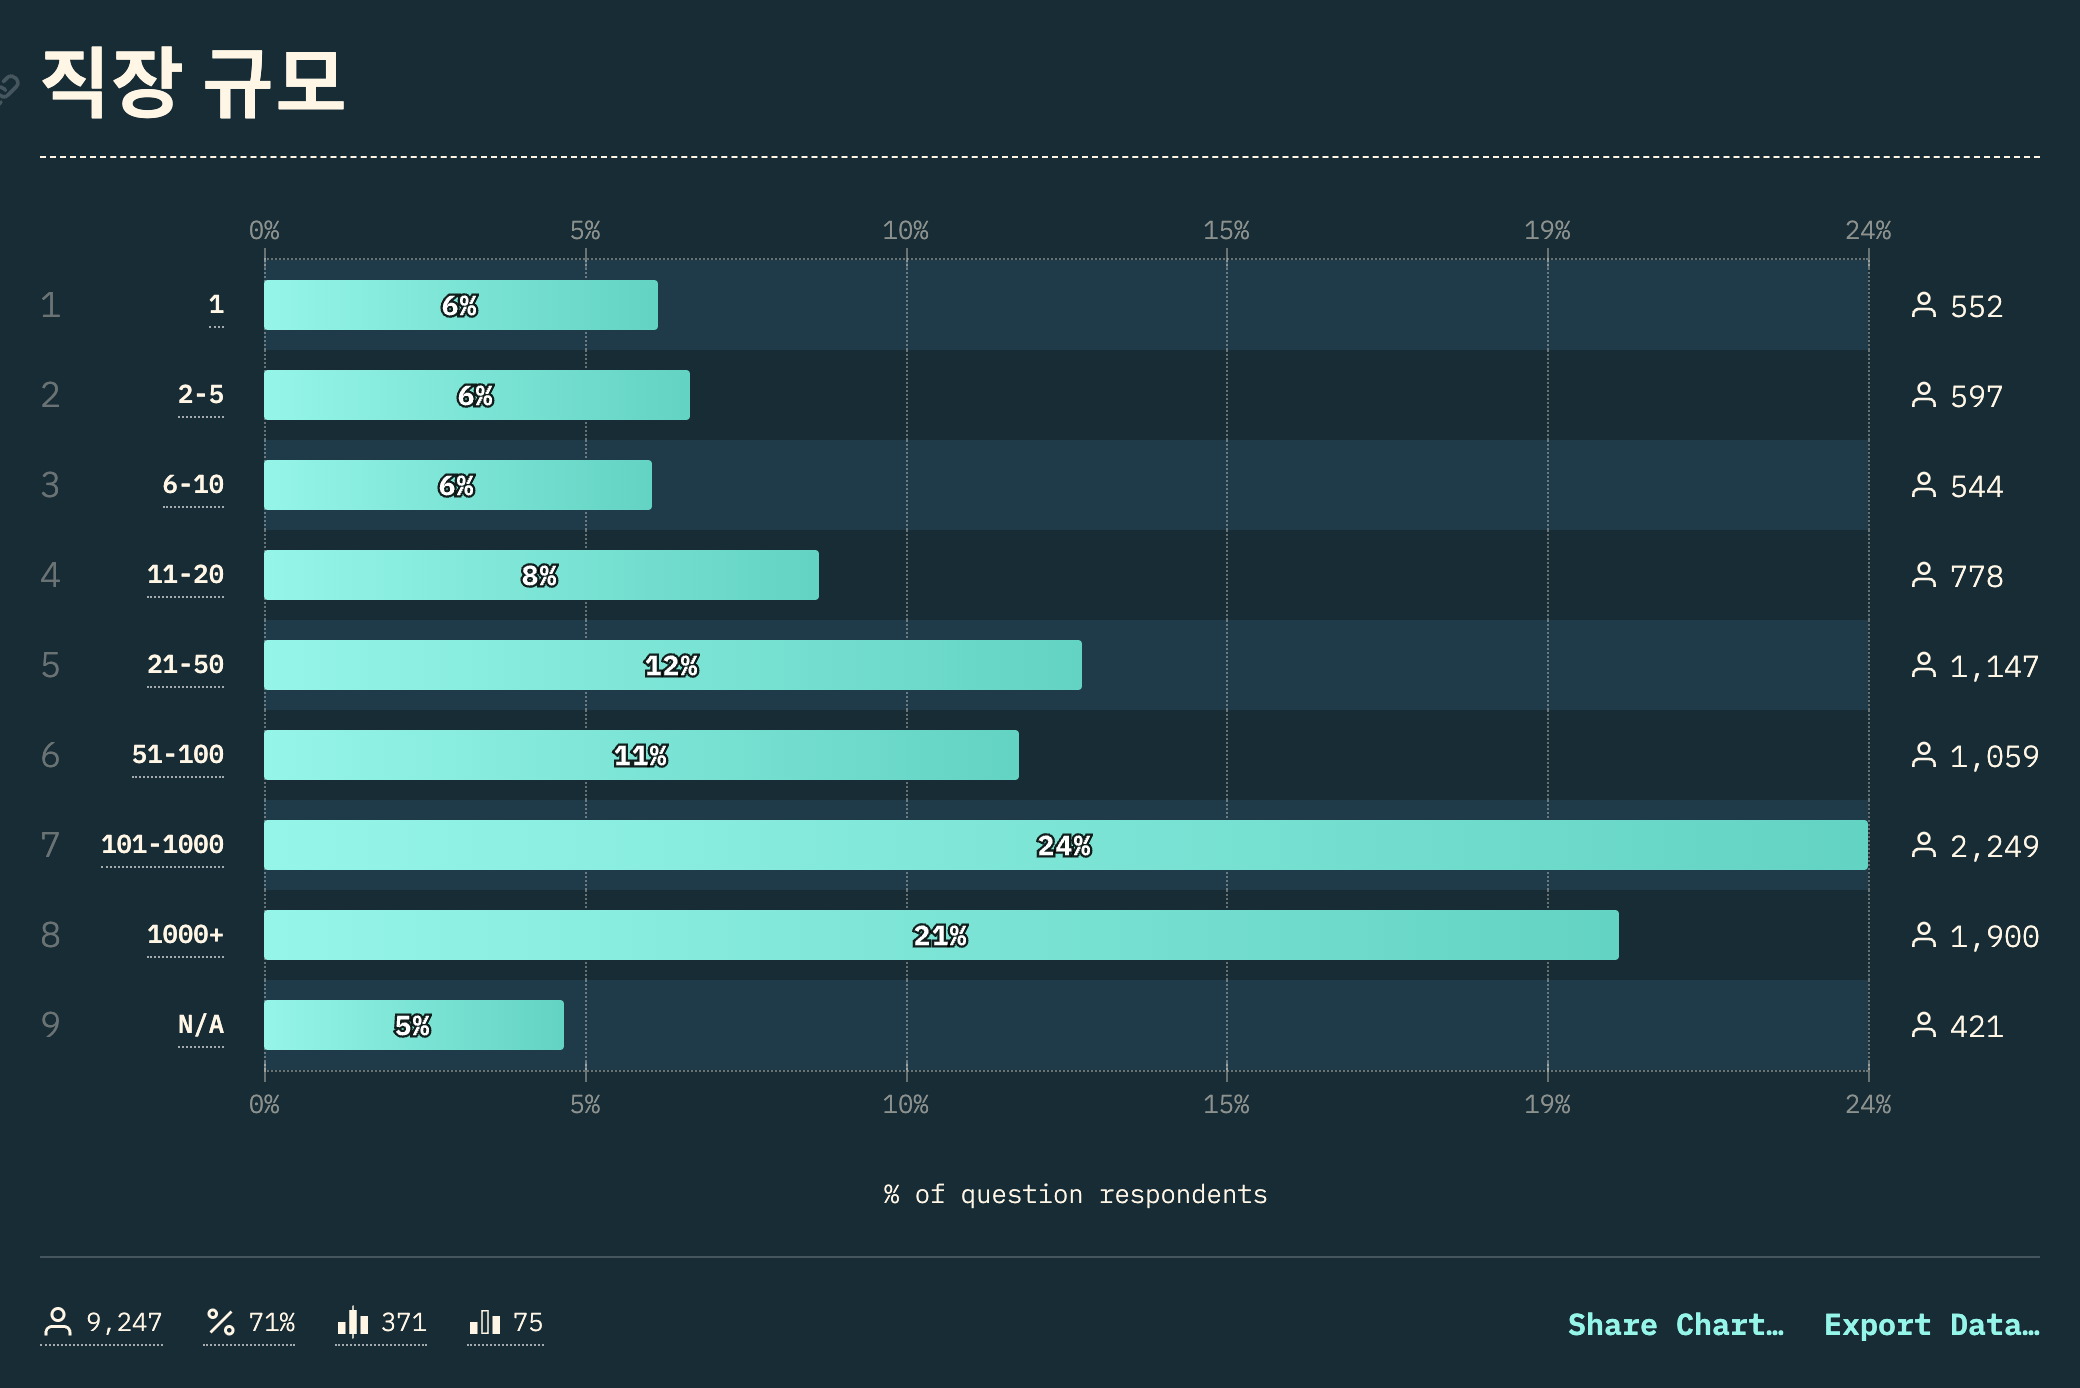 직장 규모
0% 5% 10% 15% 19% 24%
1 1 6% 552
2 2-5 6% 597
3 6-10 6% 544
4 11-20 8% 778
5 21-50 12% 1,147
6 51-100 11% 1,059
7 101-1000 24% 2,249
8 1000+ 21% 1,900
9 N/A 5% 421
0% 5% 10% 15% 19% 24%
% of question respondents
9,247 71% 371 75 Share Chart… Export Data…